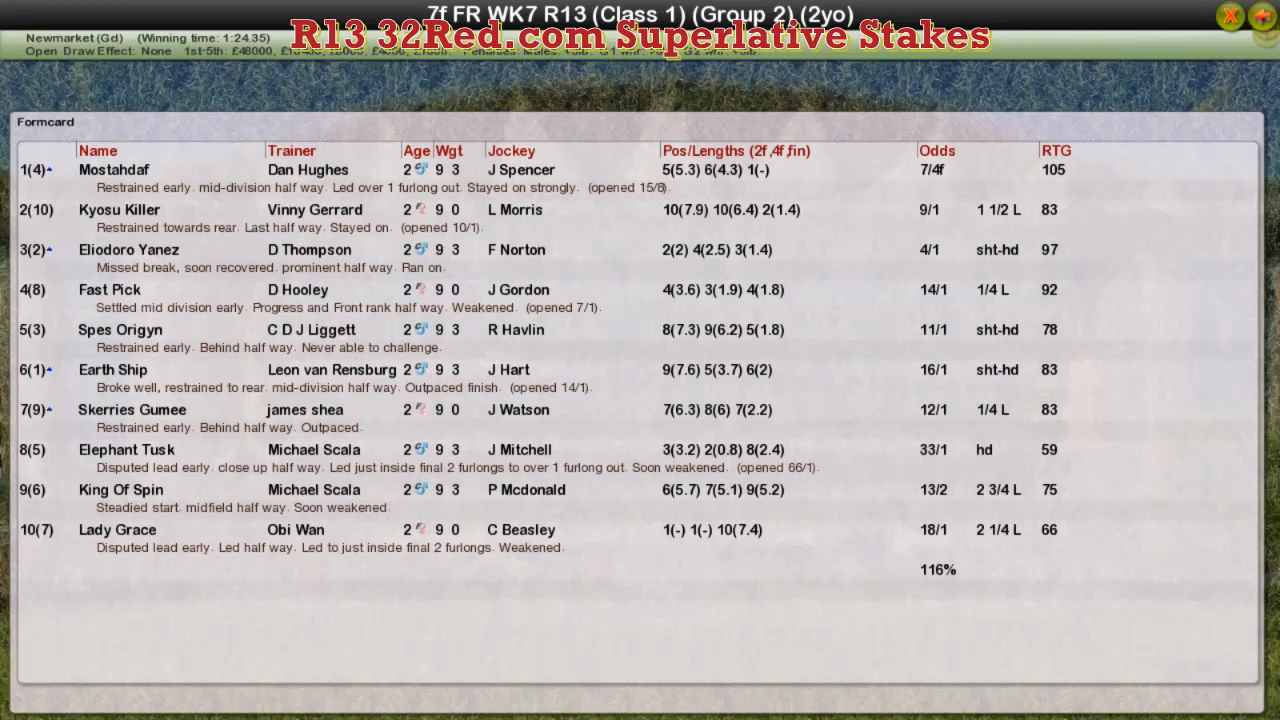 7f FR WK7 R13 (Class 1) (Group 2) (2yo)
R13 32Red.com Superlative Stakes
Newmarket (Gd) (Winning time: 1:24.35)
Open Draw Effect: None 1st-5th: £48000,
Formcard
Name Trainer Age Wgt Jockey Pos/Lengths (2f,4f,fin) Odds RTG
1(4) Mostahdaf Dan Hughes 2 9 3 J Spencer 5(5.3) 6(4.3) 1(-) 7/4f 105
Restrained early. mid-division half way. Led over 1 furlong out. Stayed on strongly. (opened 15/8).
2(10) Kyosu Killer Vinny Gerrard 2 9 0 L Morris 10(7.9) 10(6.4) 2(1.4) 9/1 1 1/2 L 83
Restrained towards rear. Last half way. Stayed on. (opened 10/1).
3(2) Eliodoro Yanez D Thompson 2 9 3 F Norton 2(2) 4(2.5) 3(1.4) 4/1 sht-hd 97
Missed break, soon recovered. prominent half way. Ran on.
4(8) Fast Pick D Hooley 2 9 0 J Gordon 4(3.6) 3(1.9) 4(1.8) 14/1 1/4 L 92
Settled mid division early. Progress and Front rank half way. Weakened. (opened 7/1).
5(3) Spes Origyn C D J Liggett 2 9 3 R Havlin 8(7.3) 9(6.2) 5(1.8) 11/1 sht-hd 78
Restrained early. Behind half way. Never able to challenge.
6(1) Earth Ship Leon van Rensburg 2 9 3 J Hart 9(7.6) 5(3.7) 6(2) 16/1 sht-hd 83
Broke well, restrained to rear. mid-division half way. Outpaced finish. (opened 14/1).
7(9) Skerries Gumee james shea 2 9 0 J Watson 7(6.3) 8(6) 7(2.2) 12/1 1/4 L 83
Restrained early. Behind half way. Outpaced.
8(5) Elephant Tusk Michael Scala 2 9 3 J Mitchell 3(3.2) 2(0.8) 8(2.4) 33/1 hd 59
Disputed lead early. close up half way. Led just inside final 2 furlongs to over 1 furlong out. Soon weakened. (opened 66/1).
9(6) King Of Spin Michael Scala 2 9 3 P Mcdonald 6(5.7) 7(5.1) 9(5.2) 13/2 2 3/4 L 75
Steadied start. midfield half way. Soon weakened.
10(7) Lady Grace Obi Wan 2 9 0 C Beasley 1(-) 1(-) 10(7.4) 18/1 2 1/4 L 66
Disputed lead early. Led half way. Led to just inside final 2 furlongs. Weakened.
116%